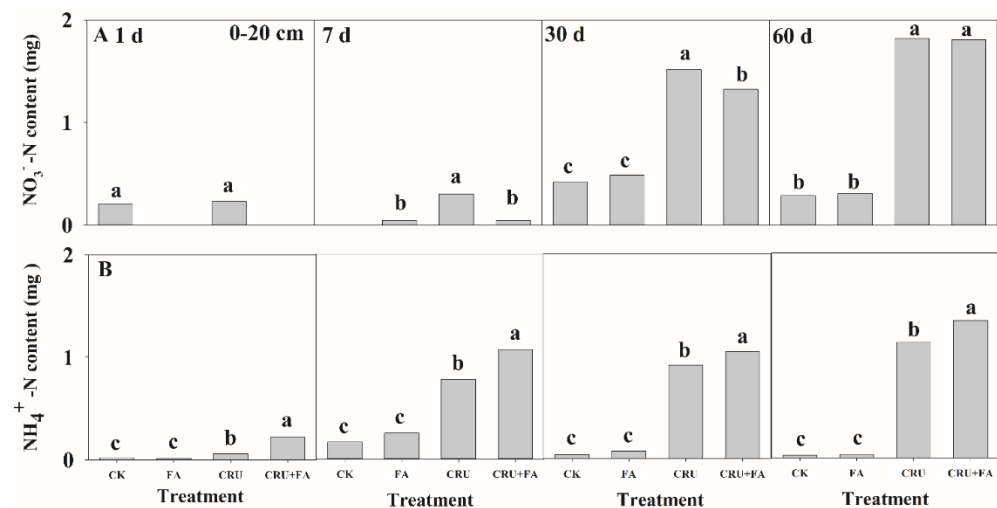 A 1 d 0-20 cm 7 d 30 d 60 d
NO3- -N content (mg)
2
1
0
a a
b a b
c c a b
b b a a
B
NH4+ -N content (mg )
2
1
0
c c b a
c c b a
c c b a
c c b a
CK FA CRU CRU+FA CK FA CRU CRU+FA CK FA CRU CRU+FA CK FA CRU CRU+FA
Treatment Treatment Treatment Treatment